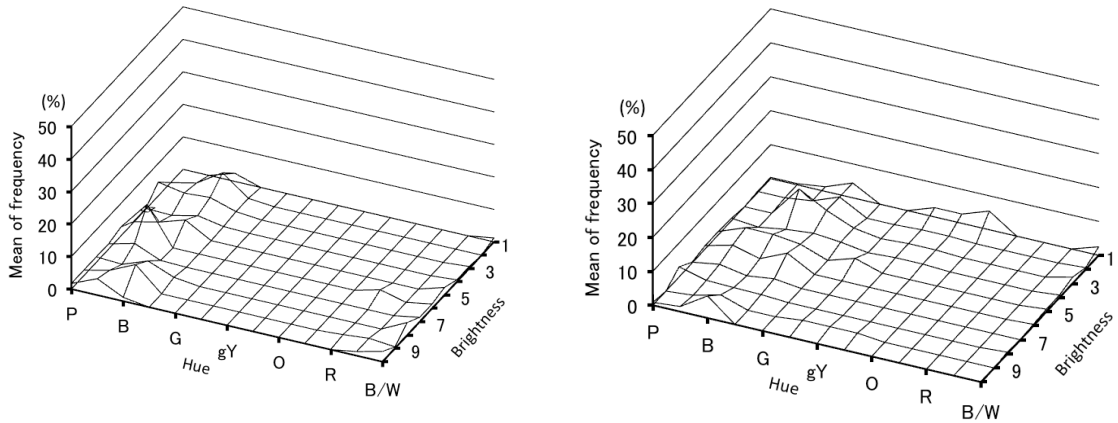 (%)
Mean of frequency
50
40
30
20
10
0
P
B
G
gY
O
R
B/W
Hue
1
3
5
7
9
Brightness
(%)
Mean of frequency
50
40
30
20
10
0
P
B
G
gY
O
R
B/W
Hue
1
3
5
7
9
Brightness